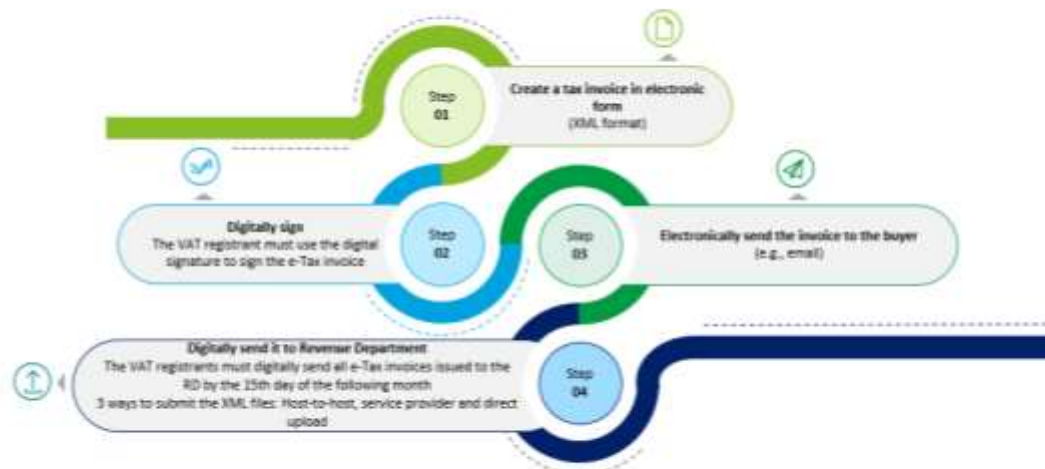 Step
01
Create a tax invoice in electronic
form
(XML format)
Digitally sign
The VAT registrant must use the digital
signature to sign the e-Tax invoice
Step
02
Step
03
Electronically send the invoice to the buyer
(e.g., email)
Digitally send it to Revenue Department
The VAT registrants must digitally send all e-Tax invoices issued to the
RD by the 15th day of the following month
3 ways to submit the XML files: Host-to-host, service provider and direct
upload
Step
04